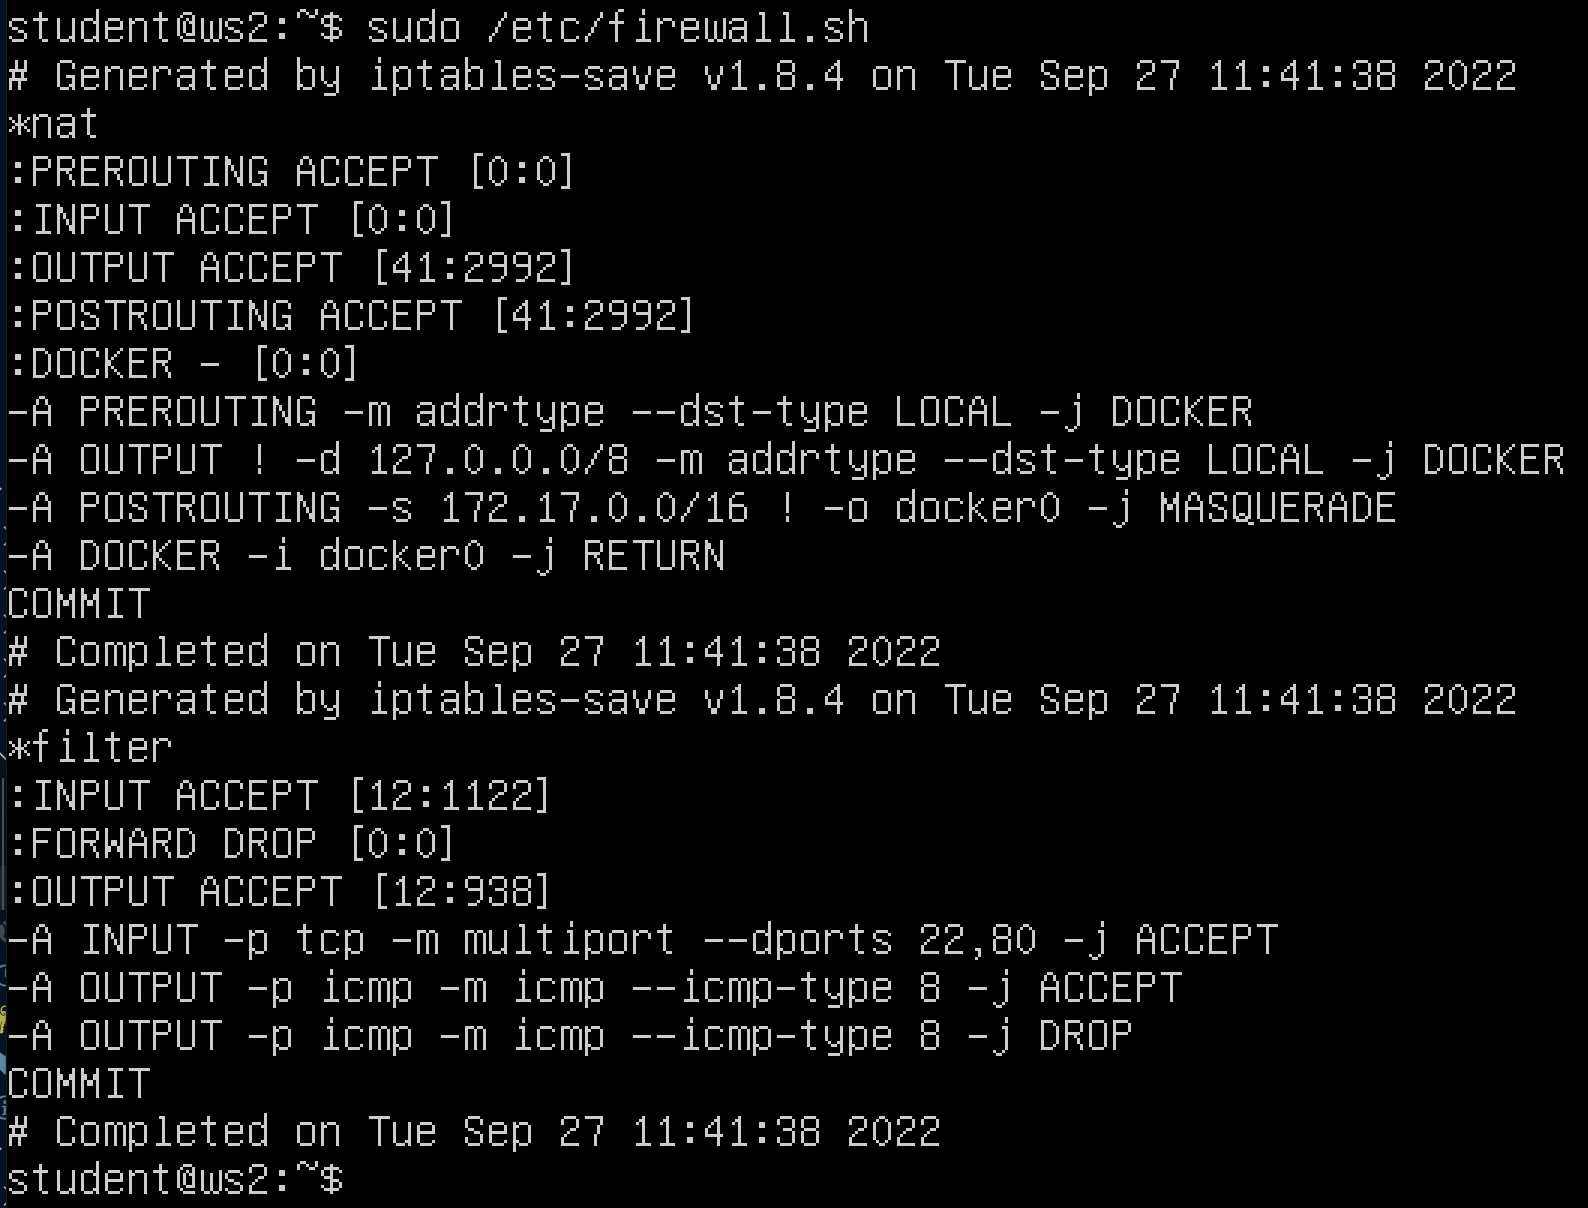 student@ws2:~$ sudo /etc/firewall.sh
# Generated by iptables-save v1.8.4 on Tue Sep 27 11:41:38 2022
*nat
:PREROUTING ACCEPT [0:0]
:INPUT ACCEPT [0:0]
:OUTPUT ACCEPT [41:2992]
:POSTROUTING ACCEPT [41:2992]
:DOCKER - [0:0]
-A PREROUTING -m addrtype --dst-type LOCAL -j DOCKER
-A OUTPUT ! -d 127.0.0.0/8 -m addrtype --dst-type LOCAL -j DOCKER
-A POSTROUTING -s 172.17.0.0/16 ! -o docker0 -j MASQUERADE
-A DOCKER -i docker0 -j RETURN
COMMIT
# Completed on Tue Sep 27 11:41:38 2022
# Generated by iptables-save v1.8.4 on Tue Sep 27 11:41:38 2022
*filter
:INPUT ACCEPT [12:1122]
:FORWARD DROP [0:0]
:OUTPUT ACCEPT [12:938]
-A INPUT -p tcp -m multiport --dports 22,80 -j ACCEPT
-A OUTPUT -p icmp -m icmp --icmp-type 8 -j ACCEPT
-A OUTPUT -p icmp -m icmp --icmp-type 8 -j DROP
COMMIT
# Completed on Tue Sep 27 11:41:38 2022
student@ws2:~$